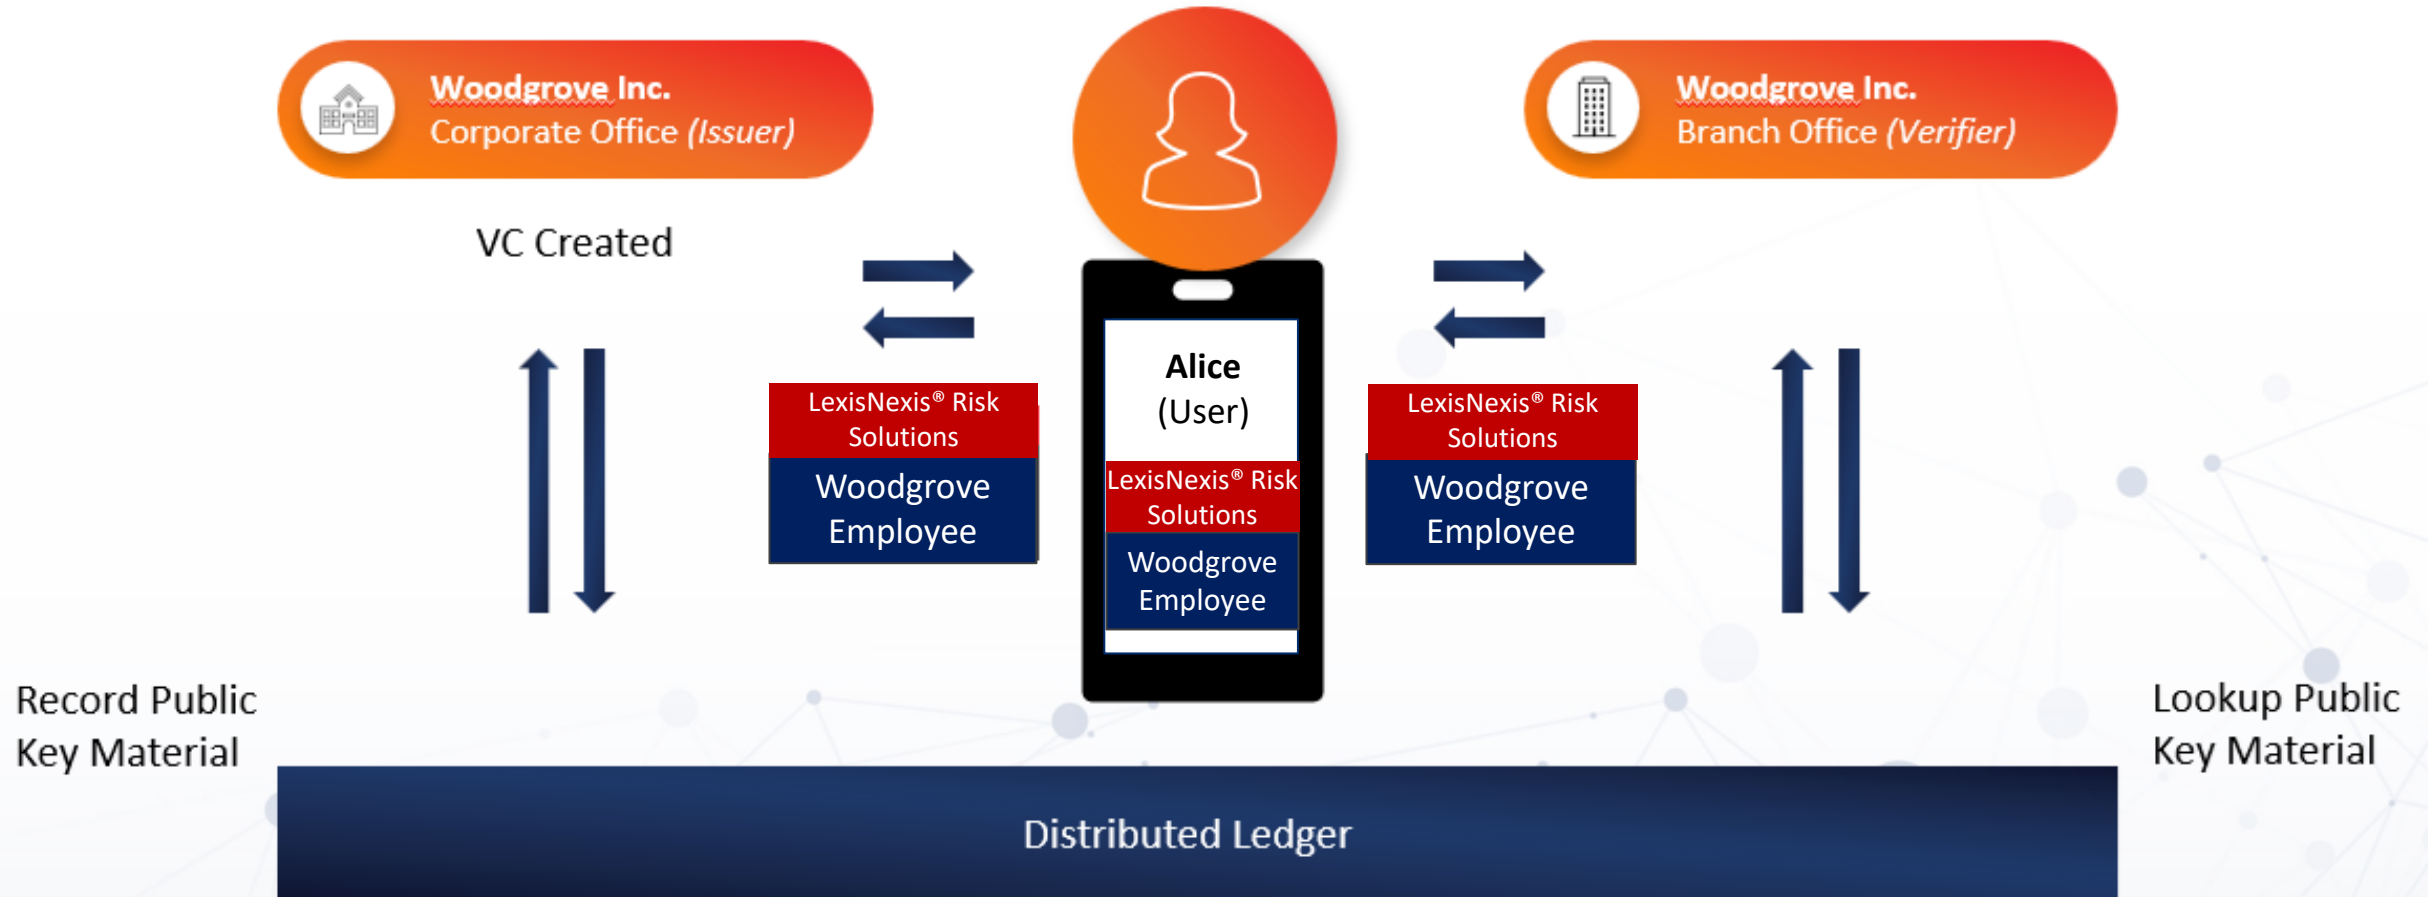 Woodgrove Inc.
Corporate Office (Issuer)
Woodgrove Inc.
Branch Office (Verifier)
VC Created
LexisNexis® Risk
Solutions
Woodgrove
Employee
Alice
(User)
LexisNexis® Risk
Solutions
Woodgrove
Employee
LexisNexis® Risk
Solutions
Woodgrove
Employee
Record Public
Key Material
Lookup Public
Key Material
Distributed Ledger